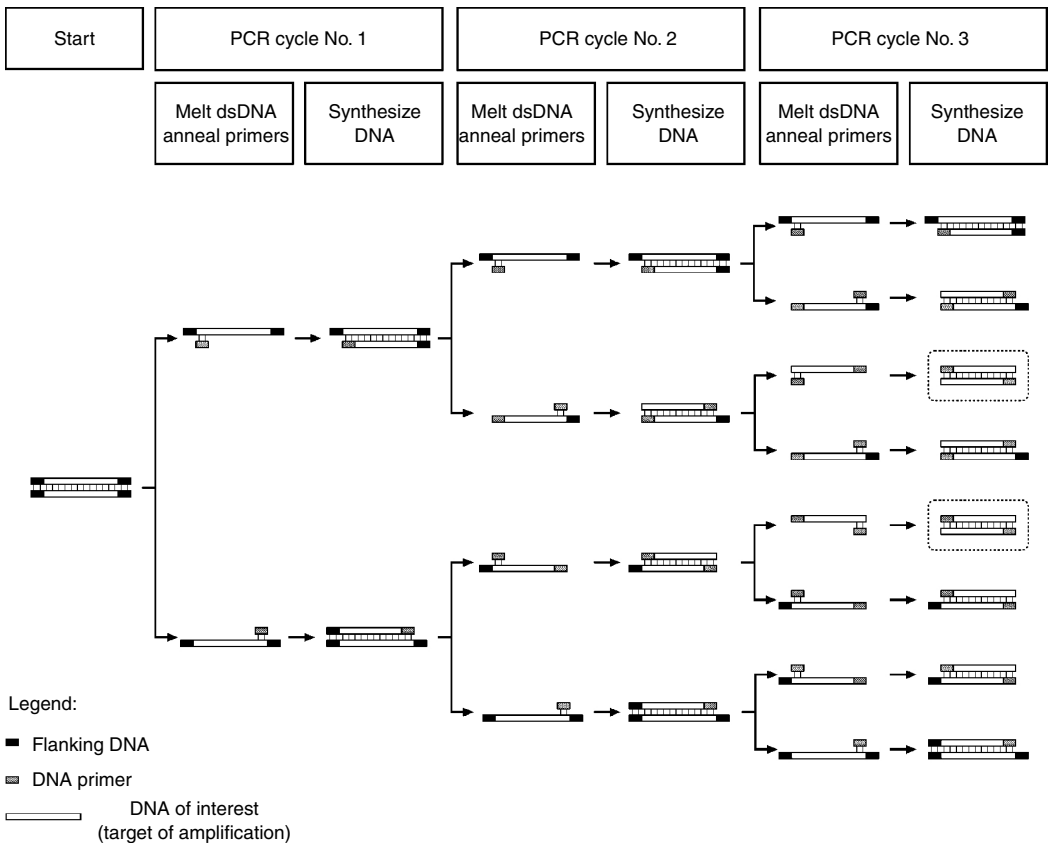 Start
PCR cycle No. 1
PCR cycle No. 2
PCR cycle No. 3
Melt dsDNA
anneal primers
Synthesize
DNA
Melt dsDNA
anneal primers
Synthesize
DNA
Melt dsDNA
anneal primers
Synthesize
DNA
Legend:
Flanking DNA
DNA primer
DNA of interest
(target of amplification)